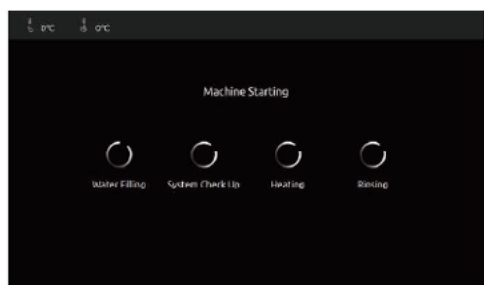 0°C 0°C
Machine Starting
Water Filling System Check Up Heating Rinsing